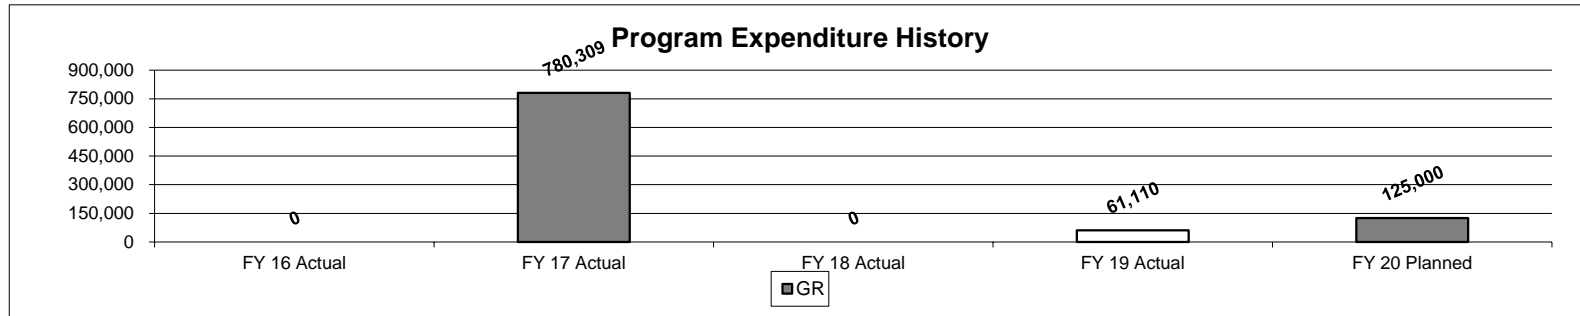 Program Expenditure History
900,000
750,000
600,000
450,000
300,000
150,000
0
0
780,309
0
61,110
125,000
FY 16 Actual
FY 17 Actual
FY 18 Actual
FY 19 Actual
FY 20 Planned
GR